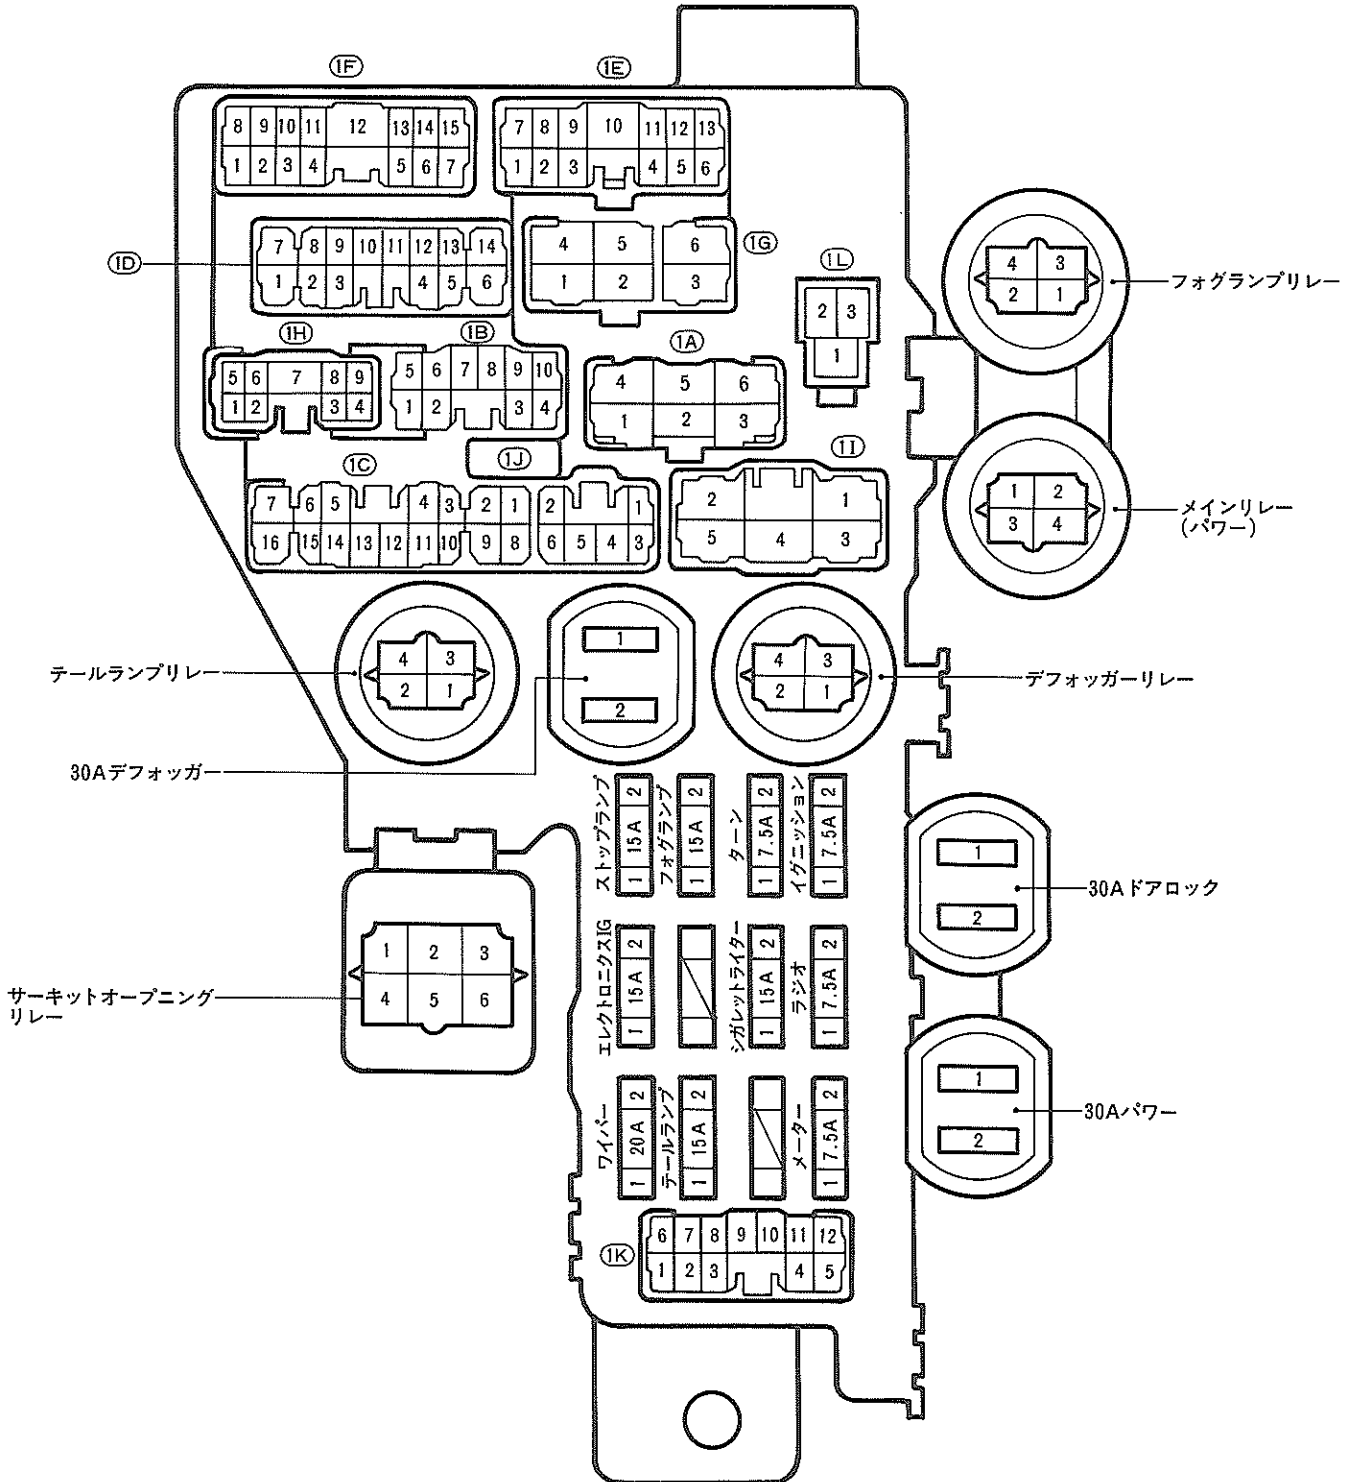 1F
1E
8 9 10 11 12 13 14 15
1 2 3 4 5 6 7
7 8 9 10 11 12 13
1 2 3 4 5 6
1D
7 8 9 10 11 12 13 14
1 2 3 4 5 6
1G
4 5 6
1 2 3
1L
2 3
1
4 3
2 1
フォグランプリレー
1H
5 6 7 8 9
1 2 3 4
1B
5 6 7 8 9 10
1 2 3 4
1A
4 5 6
1 2 3
1C
1J
7 6 5 4 3 2 1
16 15 14 13 12 11 10 9 8
2 1
6 5 4 3
1I
2 1
5 4 3
1 2
3 4
メインリレー
(パワー)
テールランプリレー
4 3
2 1
1
2
30Aデフォッガ
4 3
2 1
デフォッガーリレー
ストップランプ
1 15A 2
フォグランプ
1 15A 2
ターン
1 7.5A 2
イグニッション
1 7.5A 2
1
2
30Aドアロック
サーキットオープニング
リレー
1 2 3
4 5 6
エレクトロニクスIG
1 15A 2
シガレットライター
1 15A 2
ラジオ
1 7.5A 2
1
2
30Aパワー
ワイパー
1 20A 2
テールランプ
1 15A 2
メーター
1 7.5A 2
1K
6 7 8 9 10 11 12
1 2 3 4 5